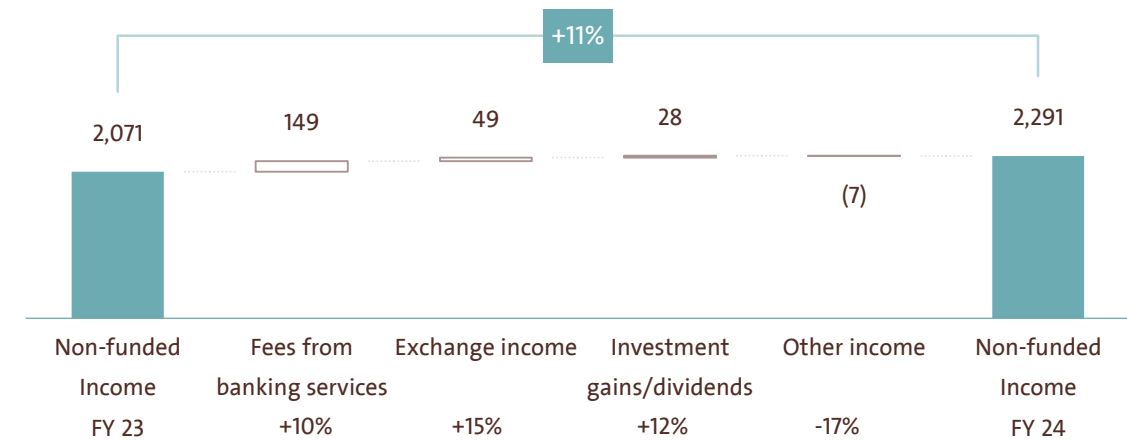 +11%
2,071
149
49
28
(7)
2,291
Non-funded Income FY 23
Fees from banking services +10%
Exchange income +15%
Investment gains/dividends +12%
Other income -17%
Non-funded Income FY 24